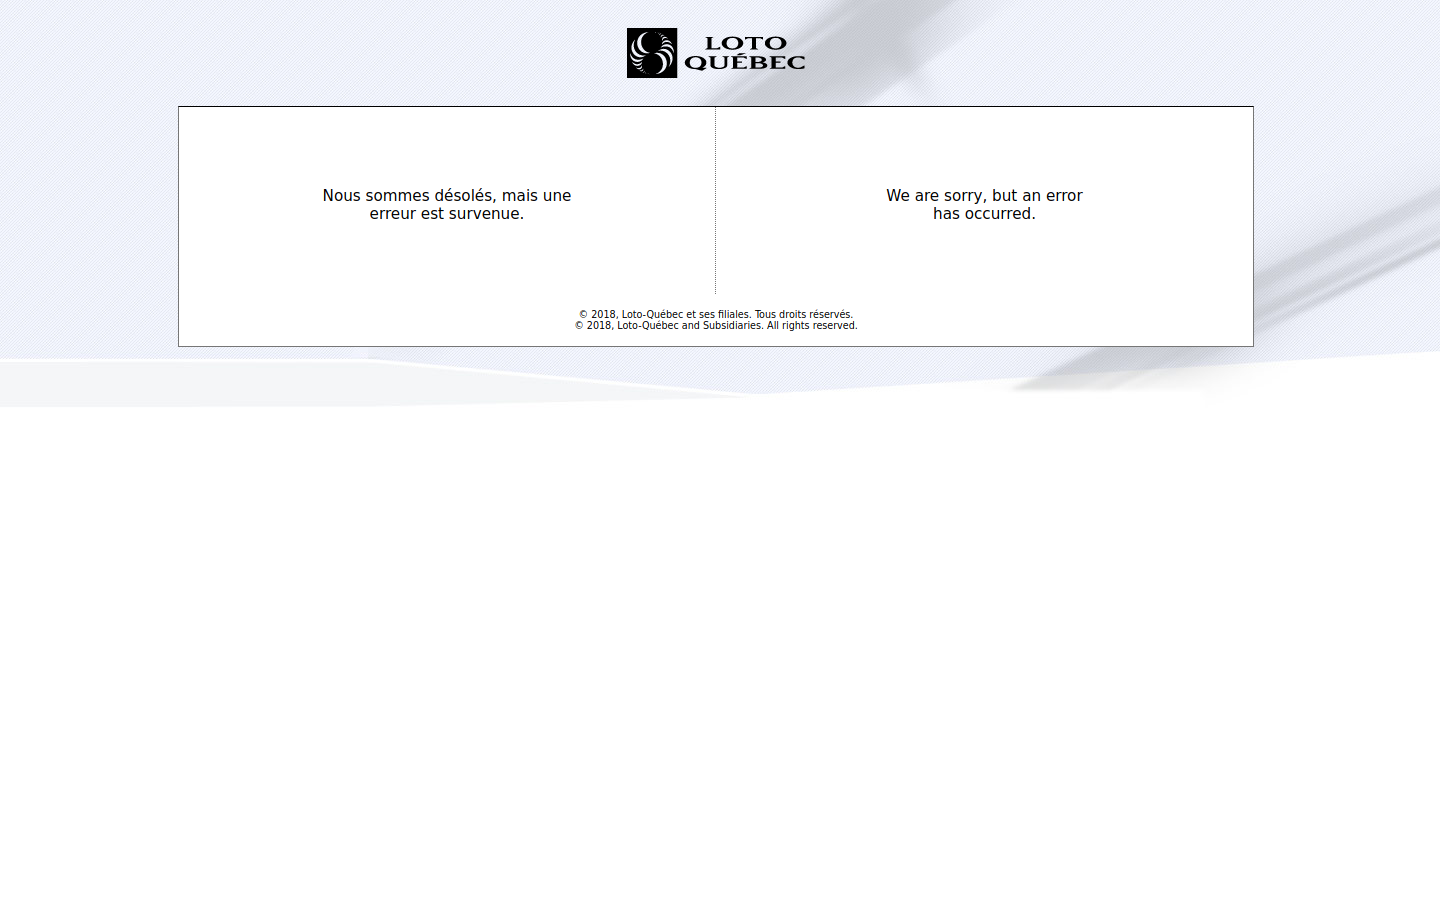 LOTO
QUÉBEC
Nous sommes désolés, mais une
erreur est survenue.
We are sorry, but an error
has occurred.
© 2018, Loto-Québec et ses filiales. Tous droits réservés.
© 2018, Loto-Québec and Subsidiaries. All rights reserved.